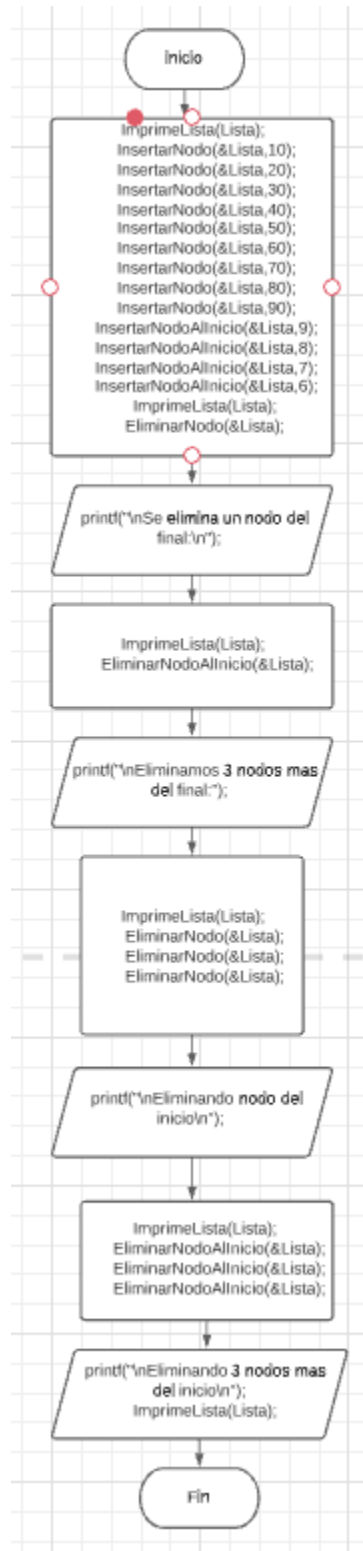 Inicio
ImprimeLista(Lista);
InsertarNodo(&Lista,10);
InsertarNodo(&Lista,20);
InsertarNodo(&Lista,30);
InsertarNodo(&Lista,40);
InsertarNodo(&Lista,50);
InsertarNodo(&Lista,60);
InsertarNodo(&Lista,70);
InsertarNodo(&Lista,80);
InsertarNodo(&Lista,90);
InsertarNodoAlInicio(&Lista,9);
InsertarNodoAlInicio(&Lista,8);
InsertarNodoAlInicio(&Lista,7);
InsertarNodoAlInicio(&Lista,6);
ImprimeLista(Lista);
EliminarNodo(&Lista);
printf("\nSe elimina un nodo del
final:\n");
ImprimeLista(Lista);
EliminarNodoAlInicio(&Lista);
printf("\nEliminamos 3 nodos mas
del final:");
ImprimeLista(Lista);
EliminarNodo(&Lista);
EliminarNodo(&Lista);
EliminarNodo(&Lista);
printf("\nEliminando nodo del
inicio\n");
ImprimeLista(Lista);
EliminarNodoAlInicio(&Lista);
EliminarNodoAlInicio(&Lista);
EliminarNodoAlInicio(&Lista);
printf("\nEliminando 3 nodos mas
del inicio\n");
ImprimeLista(Lista);
Fin